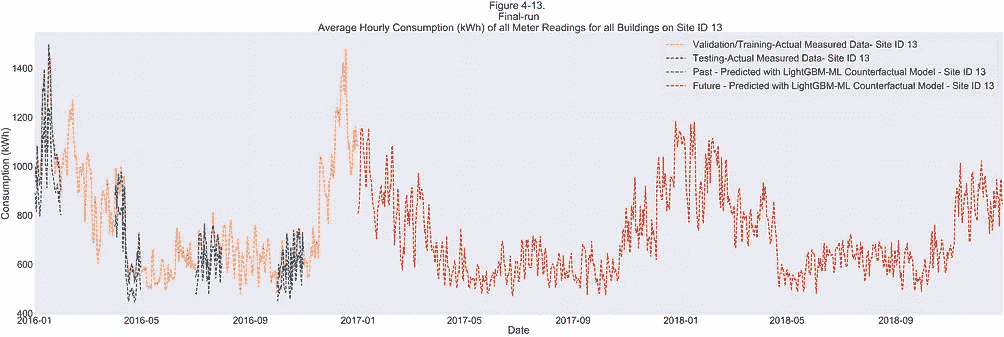 Figure 4-13.
Final-run
Average Hourly Consumption (kWh) of all Meter Readings for all Buildings on Site ID 13
Validation/Training-Actual Measured Data- Site ID 13
Testing-Actual Measured Data- Site ID 13
Past - Predicted with LightGBM-ML Counterfactual Model - Site ID 13
Future - Predicted with LightGBM-ML Counterfactual Model - Site ID 13
Consumption (kWh)
1400
1200
1000
800
600
400
2016-01 2016-05 2016-09 2017-01 2017-05 2017-09 2018-01 2018-05 2018-09
Date